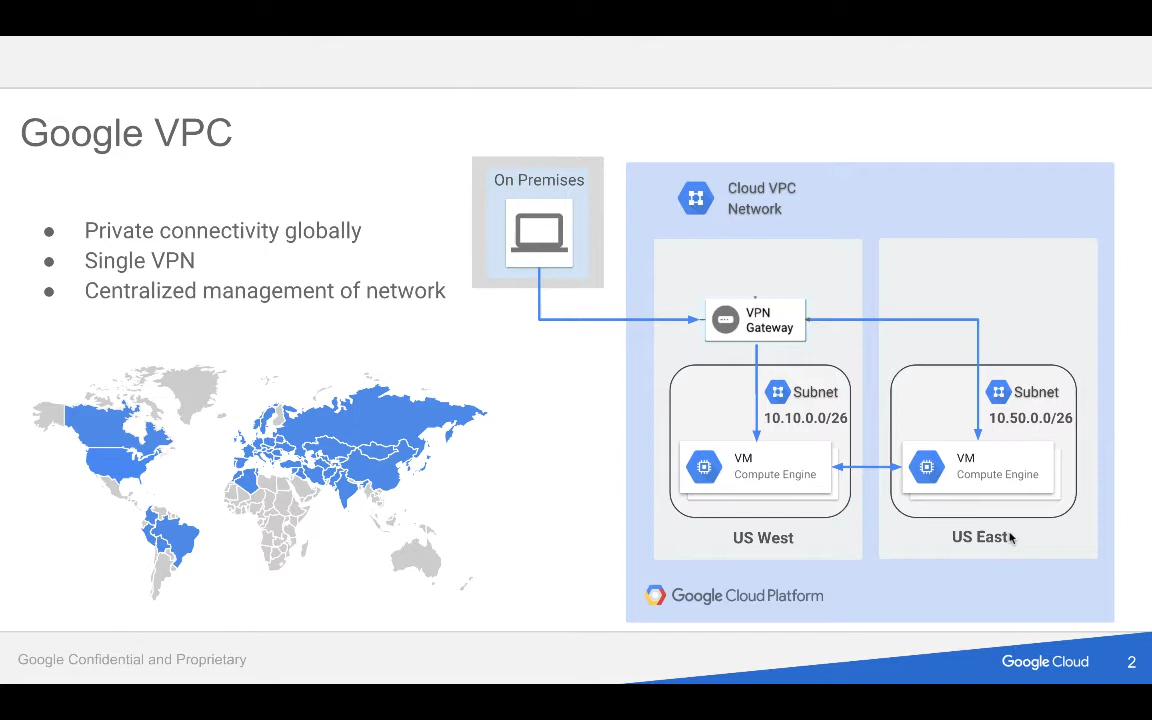 Google VPC
● Private connectivity globally
● Single VPN
● Centralized management of network
On Premises
Cloud VPC
Network
VPN
Gateway
Subnet
10.10.0.0/26
VM
Compute Engine
US West
Subnet
10.50.0.0/26
VM
Compute Engine
US East
Google Cloud Platform
Google Confidential and Proprietary
Google Cloud
2